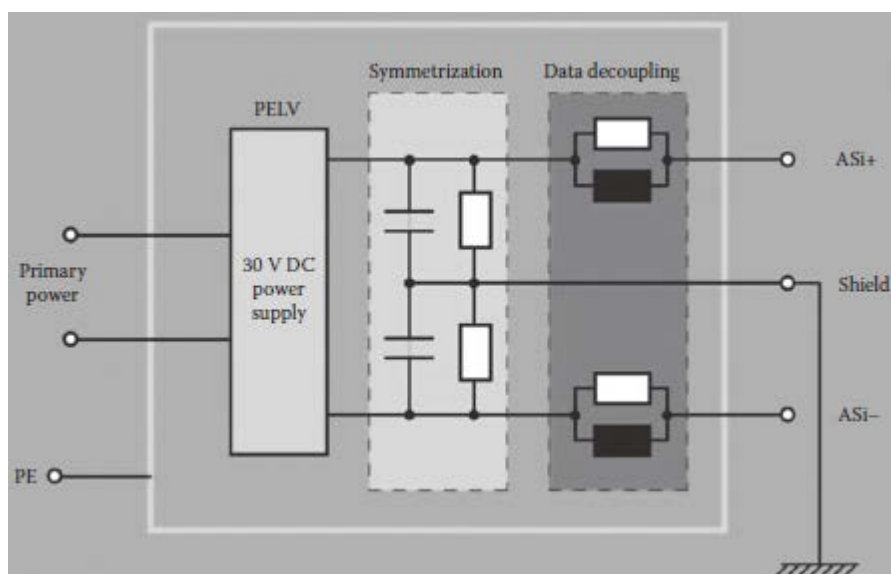 Symmetrization
Data decoupling
PELV
ASi+
30 V DC
power
supply
Primary
power
Shield
ASi–
PE